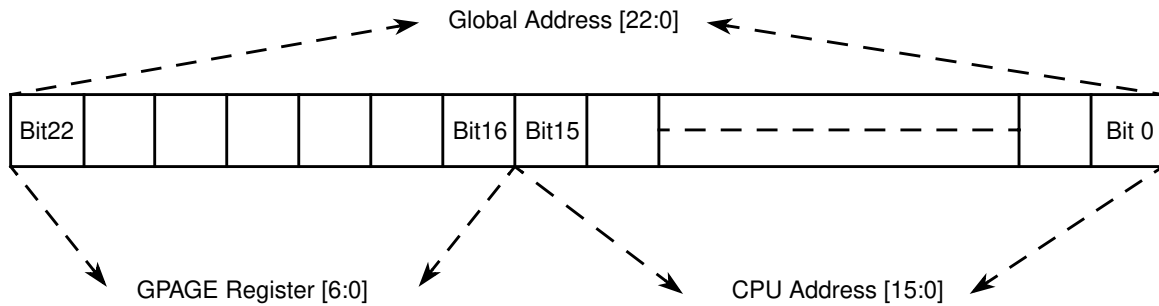 Global Address [22:0]
Bit22 Bit16 Bit15 Bit 0
GPAGE Register [6:0] CPU Address [15:0]